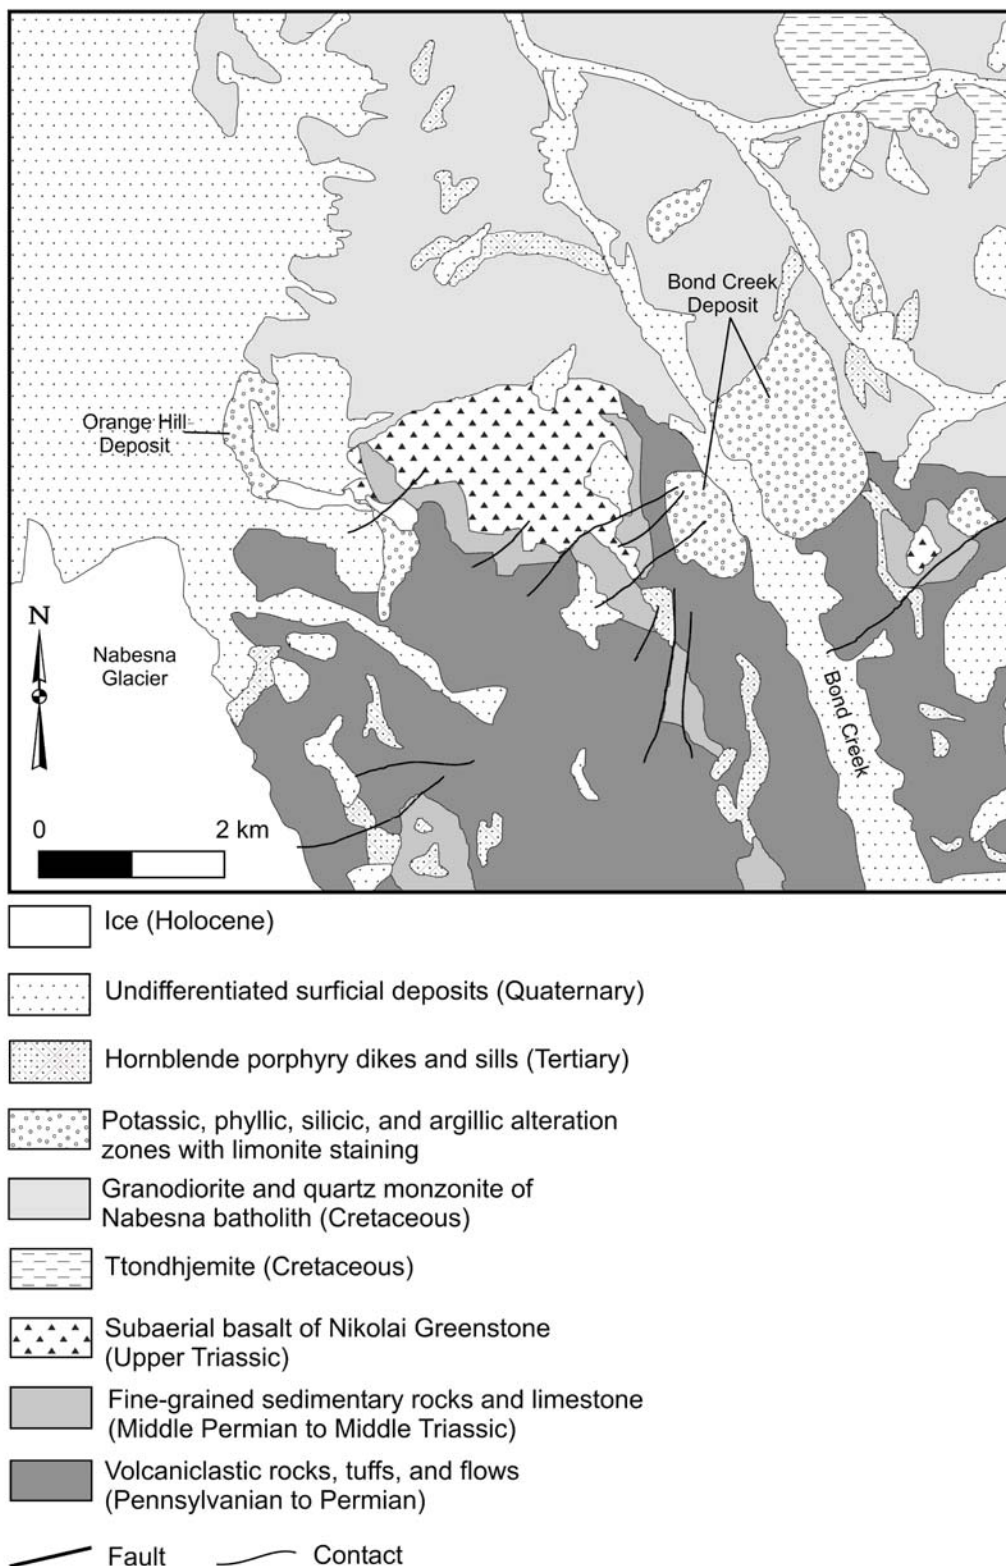 Bond Creek
Deposit
Orange Hill
Deposit
N
Nabesna
Glacier
Bond Creek
0 2 km
Ice (Holocene)
Undifferentiated surficial deposits (Quaternary)
Hornblende porphyry dikes and sills (Tertiary)
Potassic, phyllic, silicic, and argillic alteration
zones with limonite staining
Granodiorite and quartz monzonite of
Nabesna batholith (Cretaceous)
Ttondhjemite (Cretaceous)
Subaerial basalt of Nikolai Greenstone
(Upper Triassic)
Fine-grained sedimentary rocks and limestone
(Middle Permian to Middle Triassic)
Volcaniclastic rocks, tuffs, and flows
(Pennsylvanian to Permian)
Fault Contact